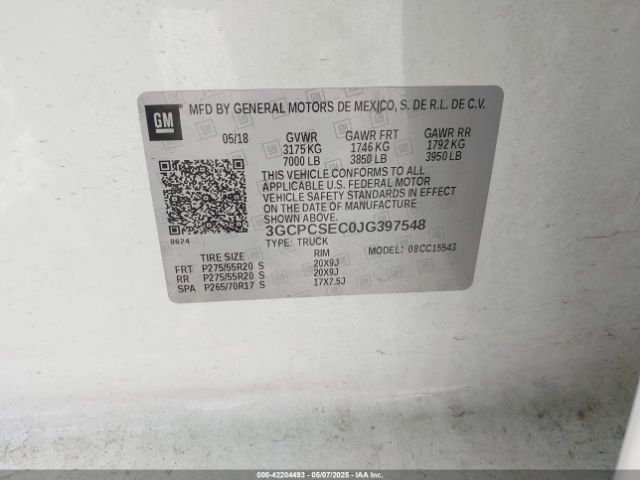 GM
MFD BY GENERAL MOTORS DE MEXICO, S. DE R.L. DE C.V.
05/18 GVWR GAWR FRT GAWR RR
3175 KG 1746 KG 1792 KG
7000 LB 3850 LB 3950 LB
THIS VEHICLE CONFORMS TO ALL
APPLICABLE U.S. FEDERAL MOTOR
VEHICLE SAFETY STANDARDS IN EFFECT
ON THE DATE OF MANUFACTURE
SHOWN ABOVE.
3GCPCSEC0JG397548
8624
TYPE: TRUCK MODEL: 08CC15543
TIRE SIZE RIM
FRT P275/55R20 S 20X9J
RR P275/55R20 S 20X9J
SPA P265/70R17 S 17X7.5J
000-42204493 - 05/07/2025 - IAAI.COM